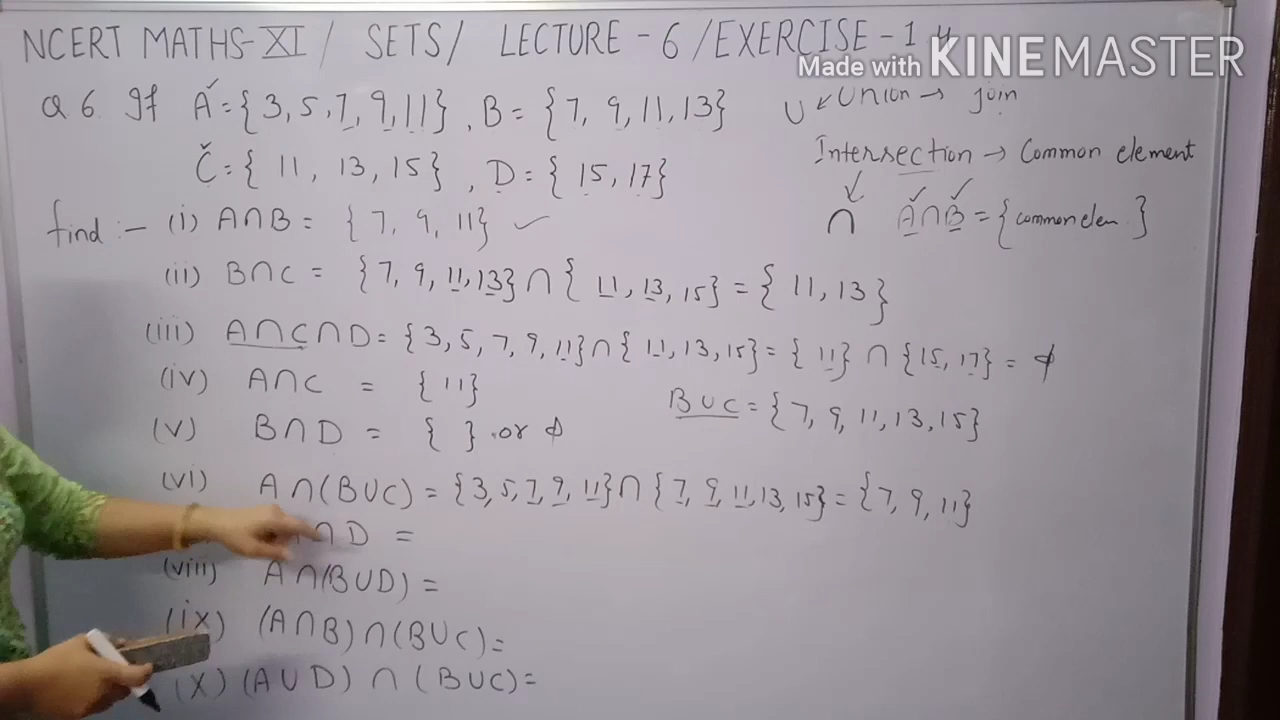 NCERT MATHS-XI / SETS/ LECTURE - 6 /EXERCISE - 1.4
Made with KINEMASTER
Q 6. If A = {3, 5, 7, 9, 11}, B = {7, 9, 11, 13}
∪ ↙ Union → join
C = { 11, 13, 15}, D = { 15, 17}
Intersection → Common element
∩ A∩B = {common elem}
find :- (i) A∩B = {7, 9, 11} ✓
(ii) B∩C = {7, 9, 11, 13} ∩ { 11, 13, 15} = { 11, 13}
(iii) A∩C∩D = {3, 5, 7, 9, 11} ∩ { 11, 13, 15} = { 11} ∩ {15, 17} = ϕ
(iv) A∩C = {11}
B∪C = {7, 9, 11, 13, 15}
(v) B∩D = { } or ϕ
(vi) A∩(B∪C) = {3, 5, 7, 9, 11} ∩ {7, 9, 11, 13, 15} = {7, 9, 11}
∩ D =
(viii) A∩(B∪D) =
(ix) (A∩B)∩(B∪C) =
(x) (A∪D) ∩ (B∪C) =